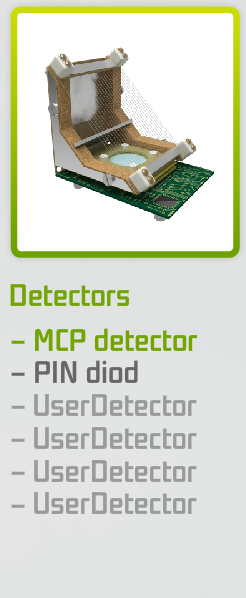 Detectors
– MCP detector
– PIN diod
– UserDetector
– UserDetector
– UserDetector
– UserDetector